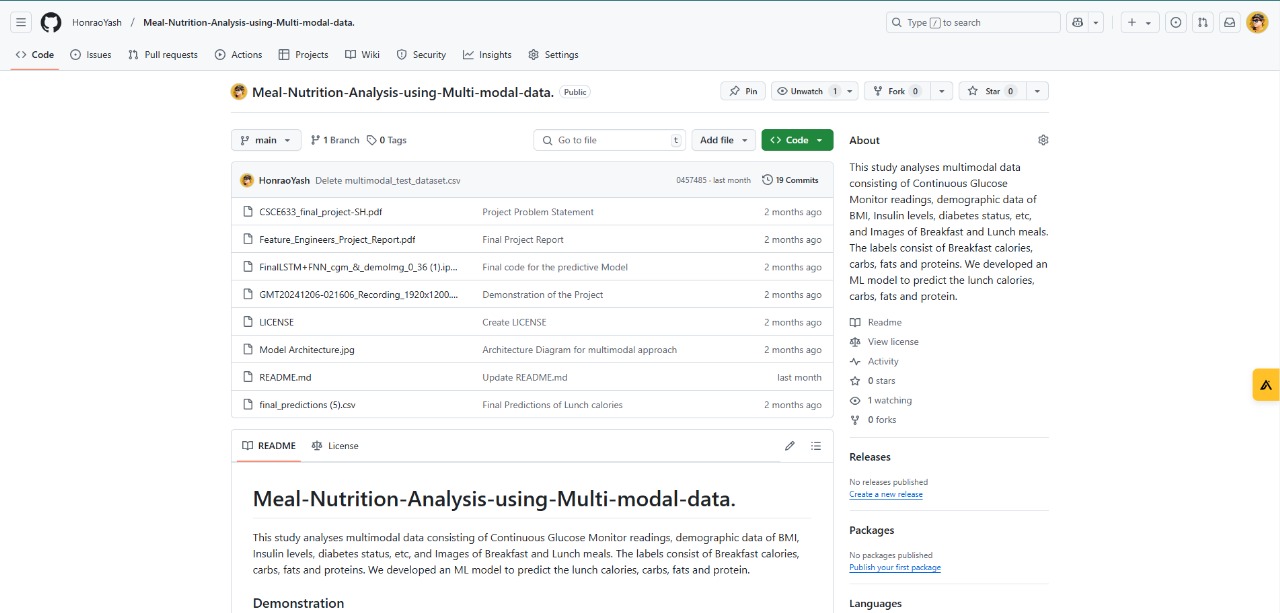 HonraoYash / Meal-Nutrition-Analysis-using-Multi-modal-data.
Type / to search
Code Issues Pull requests Actions Projects Wiki Security Insights Settings
Meal-Nutrition-Analysis-using-Multi-modal-data. Public
Pin Unwatch 1 Fork 0 Star 0
main 1 Branch 0 Tags Go to file t Add file Code
HonraoYash Delete multimodal_test_dataset.csv 0457485 · last month 19 Commits
CSCE633_final_project-SH.pdf Project Problem Statement 2 months ago
Feature_Engineers_Project_Report.pdf Final Project Report 2 months ago
FinalLSTM+FNN_cgm_&_demoImg_0_36 (1).ip... Final code for the predictive Model 2 months ago
GMT20241206-021606_Recording_1920x1200.... Demonstration of the Project 2 months ago
LICENSE Create LICENSE 2 months ago
Model Architecture.jpg Architecture Diagram for multimodal approach 2 months ago
README.md Update README.md last month
final_predictions (5).csv Final Predictions of Lunch calories 2 months ago
README License
Meal-Nutrition-Analysis-using-Multi-modal-data.
This study analyses multimodal data consisting of Continuous Glucose Monitor readings, demographic data of BMI,
Insulin levels, diabetes status, etc, and Images of Breakfast and Lunch meals. The labels consist of Breakfast calories,
carbs, fats and proteins. We developed an ML model to predict the lunch calories, carbs, fats and protein.
Demonstration
About
This study analyses multimodal data
consisting of Continuous Glucose
Monitor readings, demographic data of
BMI, Insulin levels, diabetes status, etc,
and Images of Breakfast and Lunch meals.
The labels consist of Breakfast calories,
carbs, fats and proteins. We developed an
ML model to predict the lunch calories,
carbs, fats and protein.
Readme
View license
Activity
0 stars
1 watching
0 forks
Releases
No releases published
Create a new release
Packages
No packages published
Publish your first package
Languages